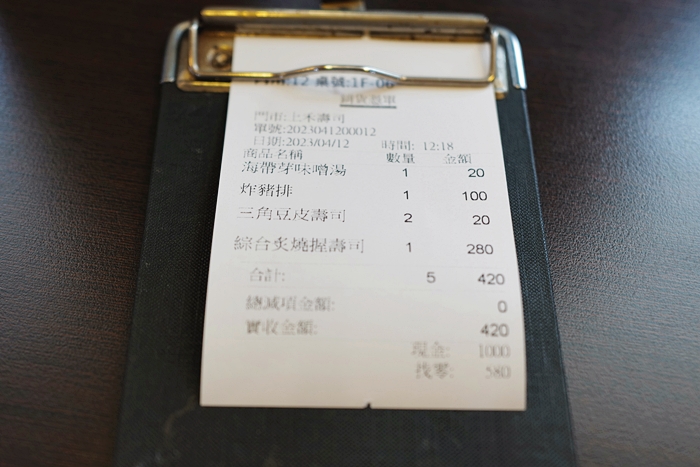 12 桌號:1F-06
門市:上禾壽司
單號:2023041200012
日期:2023/04/12 時間: 12:18
商品名稱 數量 金額
海帶芽味噌湯 1 20
炸豬排 1 100
三角豆皮壽司 2 20
綜合炙燒握壽司 1 280
合計: 5 420
總減項金額: 0
實收金額: 420
現金: 1000
找零: 580